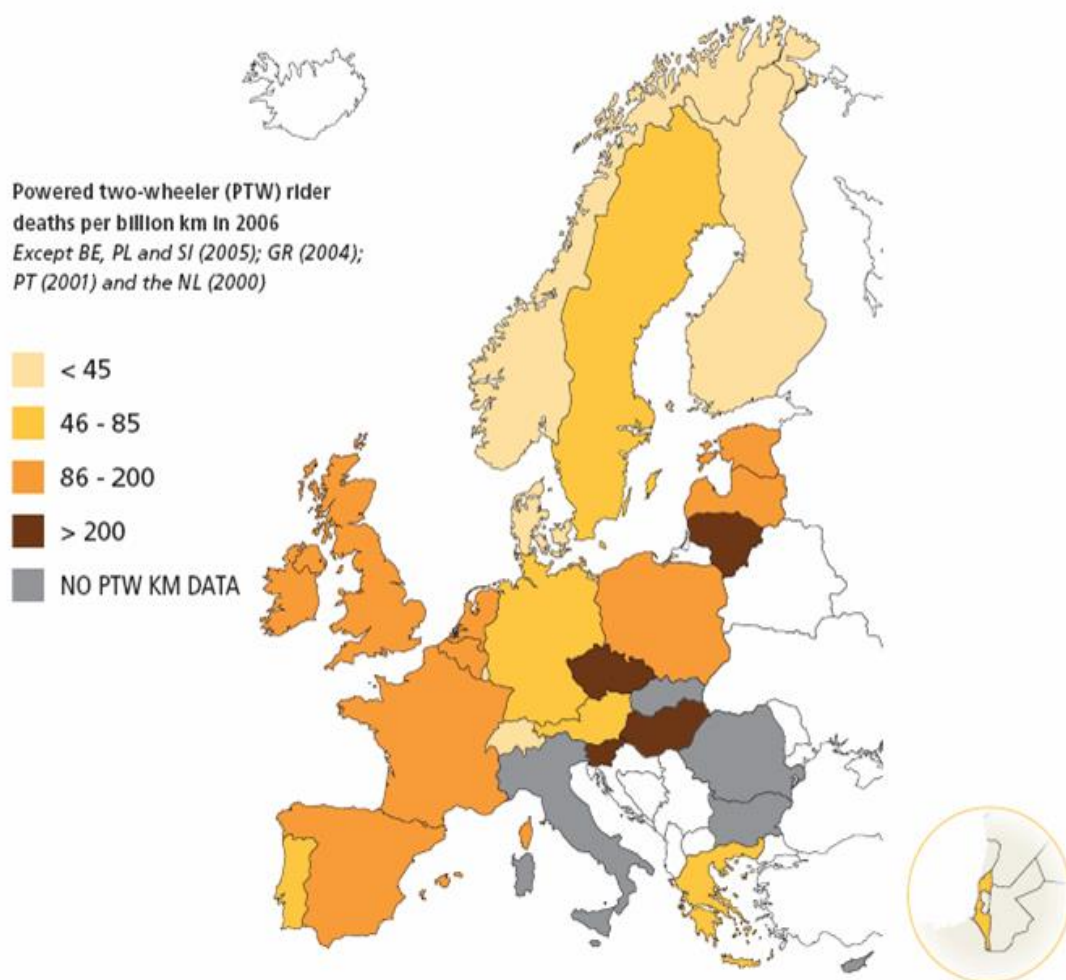 Powered two-wheeler (PTW) rider
deaths per billion km in 2006
Except BE, PL and SI (2005); GR (2004);
PT (2001) and the NL (2000)
< 45
46 - 85
86 - 200
> 200
NO PTW KM DATA